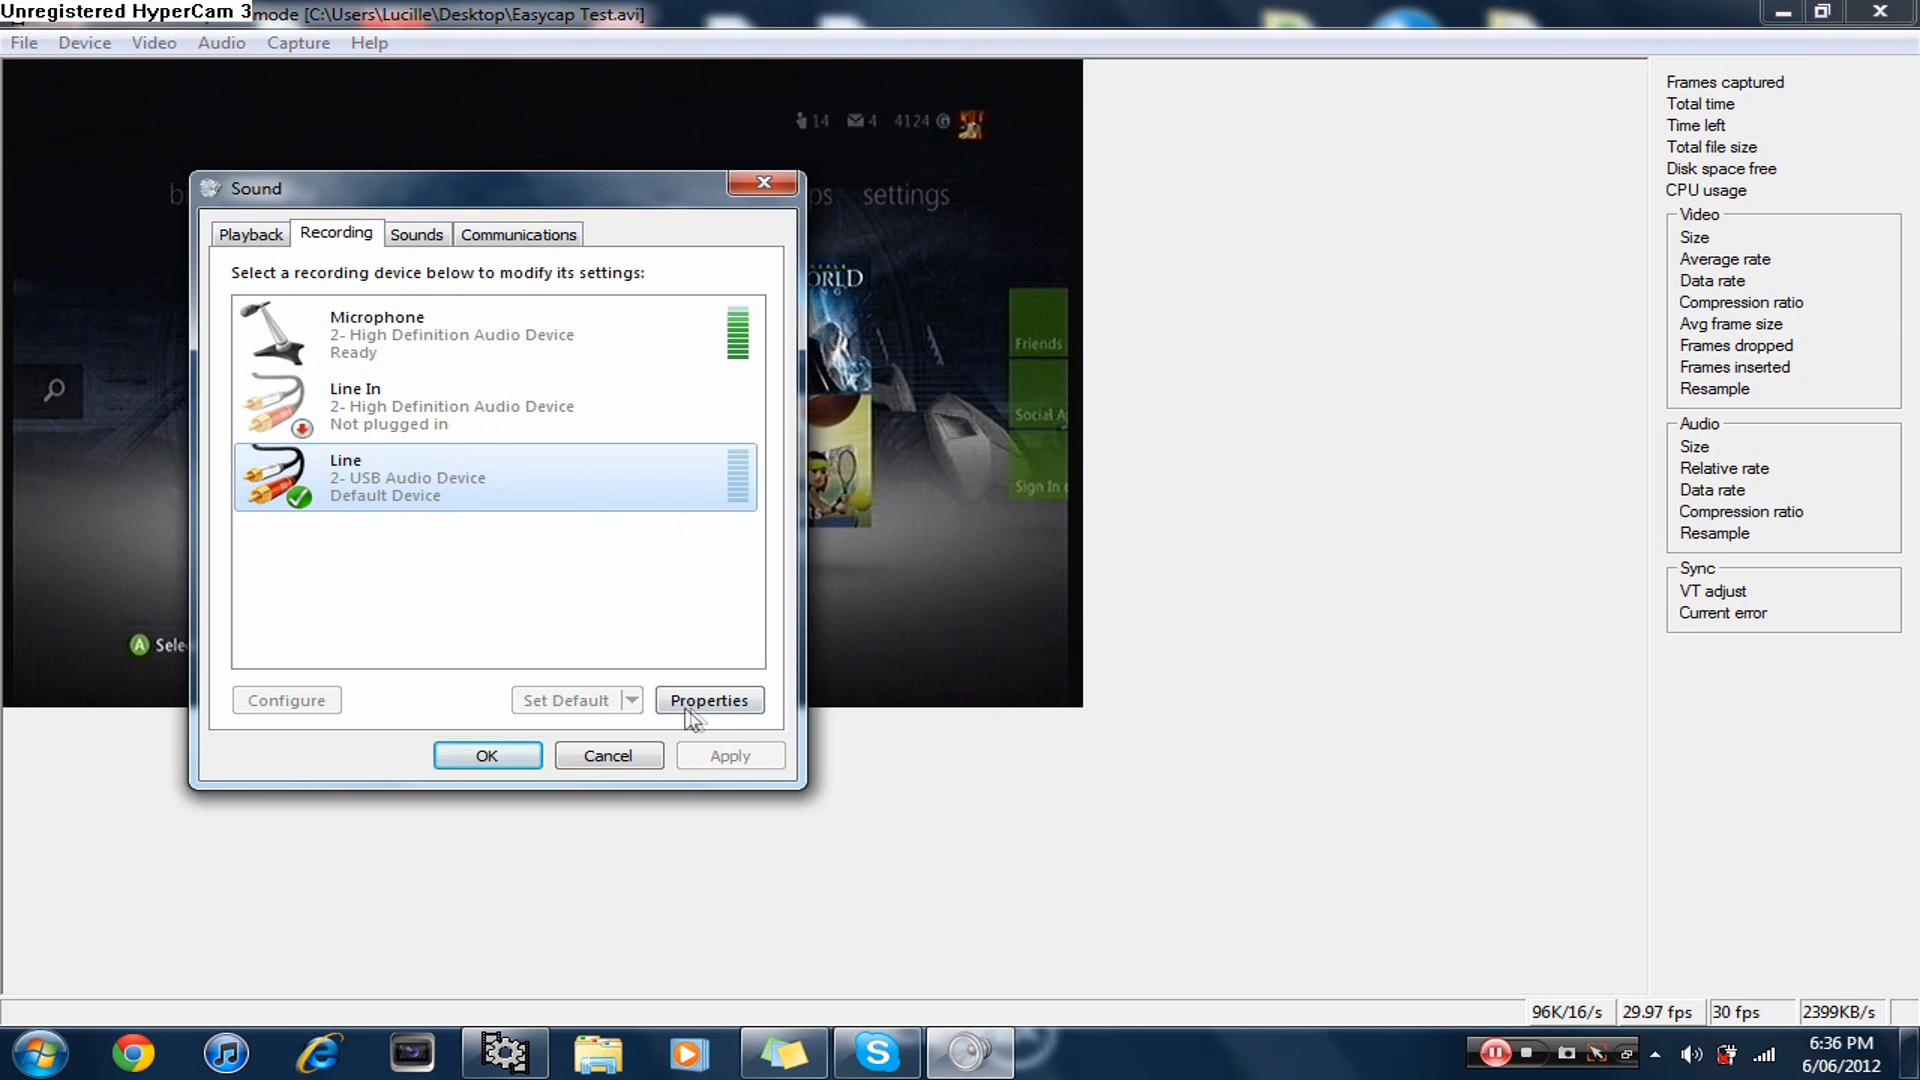 Unregistered HyperCam 3 mode [C:\Users\Lucille\Desktop\Easycap Test.avi]
File Device Video Audio Capture Help
14 4 4124 G
settings
Sound
Playback Recording Sounds Communications
Select a recording device below to modify its settings:
Microphone
2- High Definition Audio Device
Ready
Line In
2- High Definition Audio Device
Not plugged in
Line
2- USB Audio Device
Default Device
Configure Set Default Properties
OK Cancel Apply
Friends
Social A
Sign In
A Sele
Frames captured
Total time
Time left
Total file size
Disk space free
CPU usage
Video
Size
Average rate
Data rate
Compression ratio
Avg frame size
Frames dropped
Frames inserted
Resample
Audio
Size
Relative rate
Data rate
Compression ratio
Resample
Sync
VT adjust
Current error
96K/16/s 29.97 fps 30 fps 2399KB/s
6:36 PM
6/06/2012